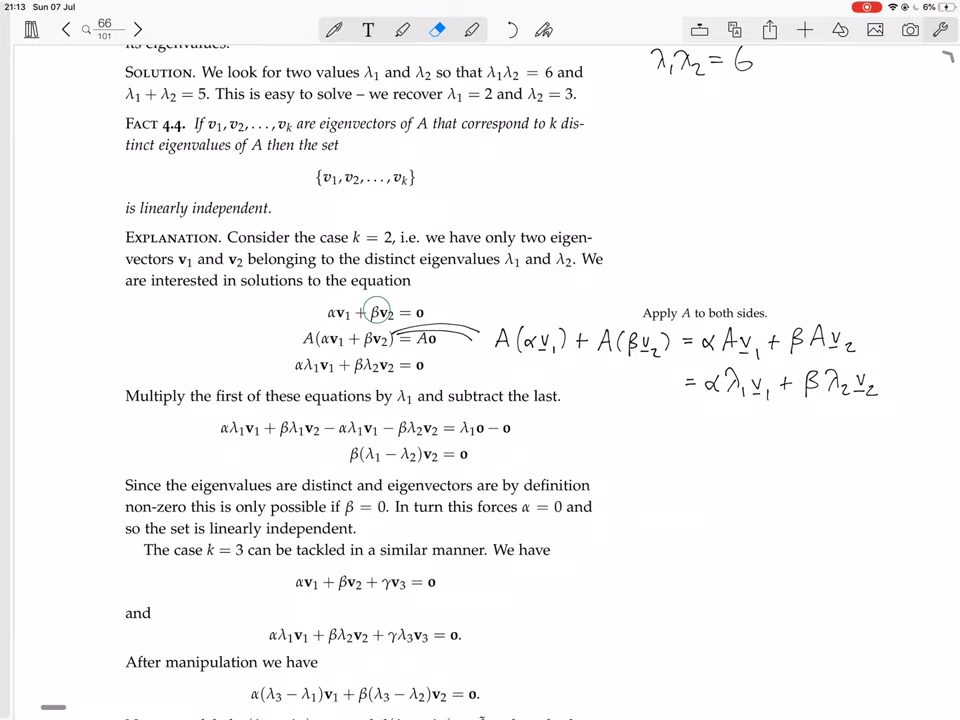 21:13 Sun 07 Jul
6%
66
101
T
its eigenvalues.
SOLUTION. We look for two values λ₁ and λ₂ so that λ₁λ₂ = 6 and
λ₁ + λ₂ = 5. This is easy to solve – we recover λ₁ = 2 and λ₂ = 3.
λ₁λ₂ = 6
FACT 4.4. If v₁, v₂, . . . , vₖ are eigenvectors of A that correspond to k dis-
tinct eigenvalues of A then the set
{v₁, v₂, . . . , vₖ}
is linearly independent.
EXPLANATION. Consider the case k = 2, i.e. we have only two eigen-
vectors v₁ and v₂ belonging to the distinct eigenvalues λ₁ and λ₂. We
are interested in solutions to the equation
αv₁ + βv₂ = o
Apply A to both sides.
A(αv₁ + βv₂) = Ao
A(αv₁) + A(βv₂) = αAv₁ + βAv₂
αλ₁v₁ + βλ₂v₂ = o
= αλ₁v₁ + βλ₂v₂
Multiply the first of these equations by λ₁ and subtract the last.
αλ₁v₁ + βλ₁v₂ − αλ₁v₁ − βλ₂v₂ = λ₁o − o
β(λ₁ − λ₂)v₂ = o
Since the eigenvalues are distinct and eigenvectors are by definition
non-zero this is only possible if β = 0. In turn this forces α = 0 and
so the set is linearly independent.
The case k = 3 can be tackled in a similar manner. We have
αv₁ + βv₂ + γv₃ = o
and
αλ₁v₁ + βλ₂v₂ + γλ₃v₃ = o.
After manipulation we have
α(λ₃ − λ₁)v₁ + β(λ₃ − λ₂)v₂ = o.